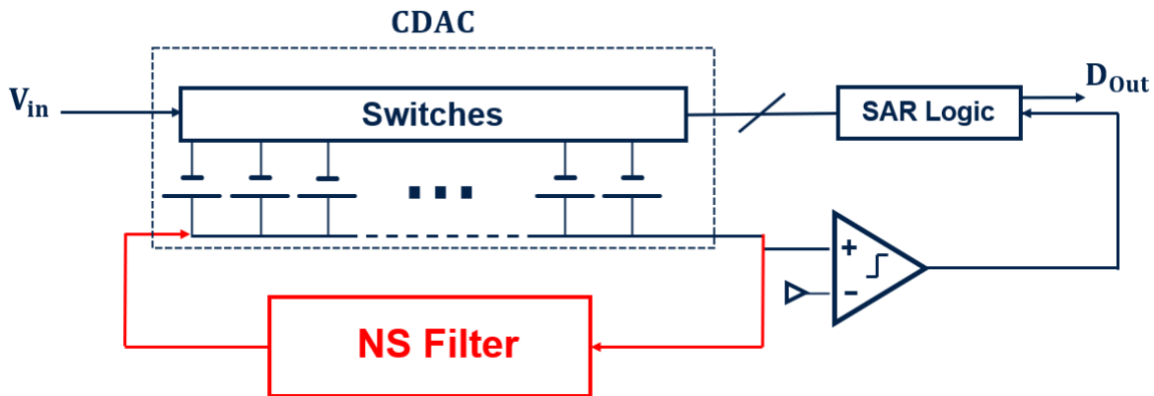 CDAC
V_in
Switches
SAR Logic
D_Out
...
+
−
NS Filter